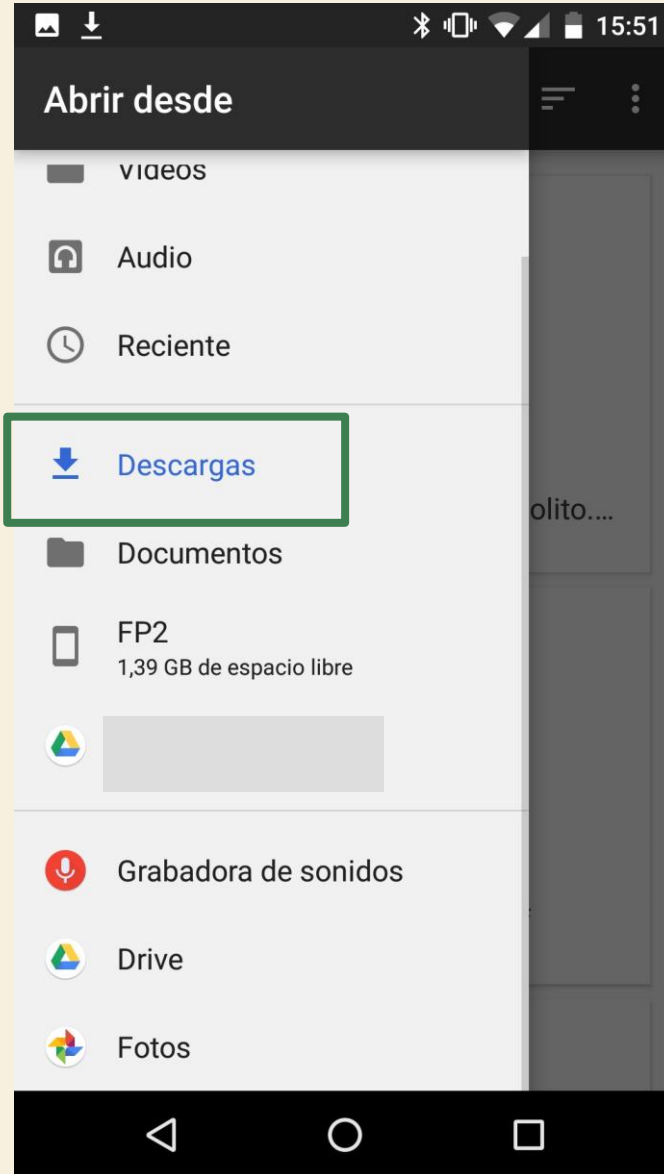 15:51
Abrir desde
Vídeos
Audio
Reciente
Descargas
olito....
Documentos
FP2
1,39 GB de espacio libre
Grabadora de sonidos
Drive
Fotos